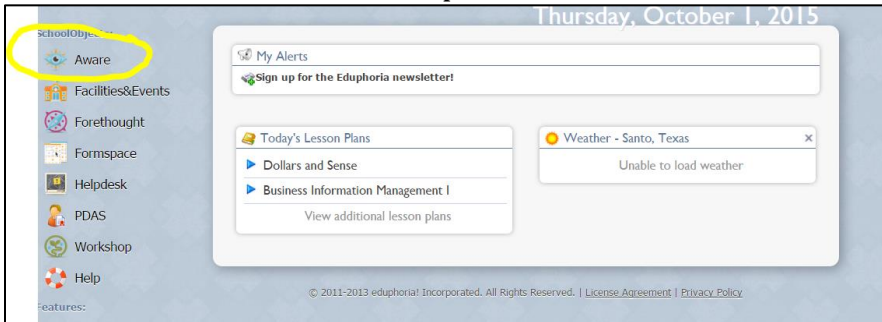 Thursday, October 1, 2015
Aware
Facilities&Events
Forethought
Formspace
Helpdesk
PDAS
Workshop
Help
Features:
My Alerts
Sign up for the Eduphoria newsletter!
Today's Lesson Plans
Dollars and Sense
Business Information Management I
View additional lesson plans
Weather - Santo, Texas
Unable to load weather
© 2011-2013 eduphoria! Incorporated. All Rights Reserved. | License Agreement | Privacy Policy